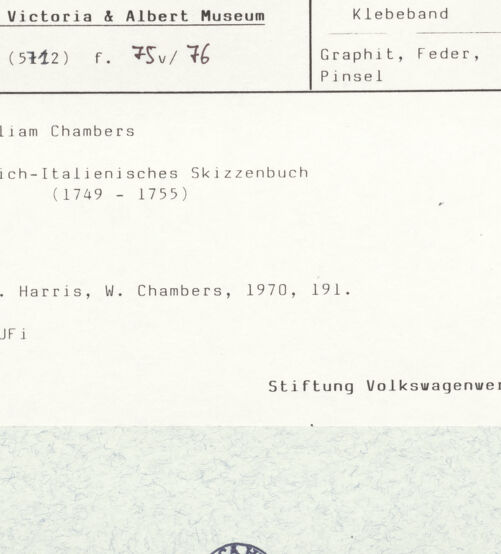 Victoria & Albert Museum
Klebeband
(5712) f. 75v/ 76
Graphit, Feder,
Pinsel
liam Chambers
ich-Italienisches Skizzenbuch
(1749 - 1755)
. Harris, W. Chambers, 1970, 191.
JFi
Stiftung Volkswagenwer